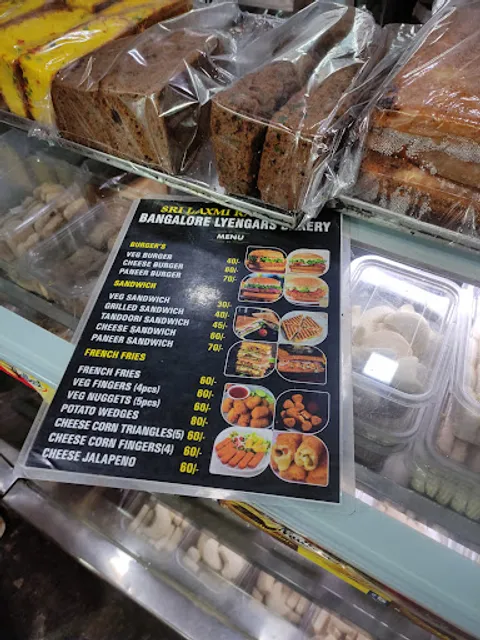 SRI LAXMI
BANGALORE LYENGARS BAKERY
MENU
BURGER'S
VEG BURGER 40/-
CHEESE BURGER 60/-
PANEER BURGER 70/-
SANDWICH
VEG SANDWICH 30/-
GRILLED SANDWICH 40/-
TANDOORI SANDWICH 45/-
CHEESE SANDWICH 60/-
PANEER SANDWICH 70/-
FRENCH FRIES
FRENCH FRIES 60/-
VEG FINGERS (4pcs) 60/-
VEG NUGGETS (5pcs) 60/-
POTATO WEDGES 80/-
CHEESE CORN TRIANGLES(5) 60/-
CHEESE CORN FINGERS(4) 60/-
CHEESE JALAPENO 60/-